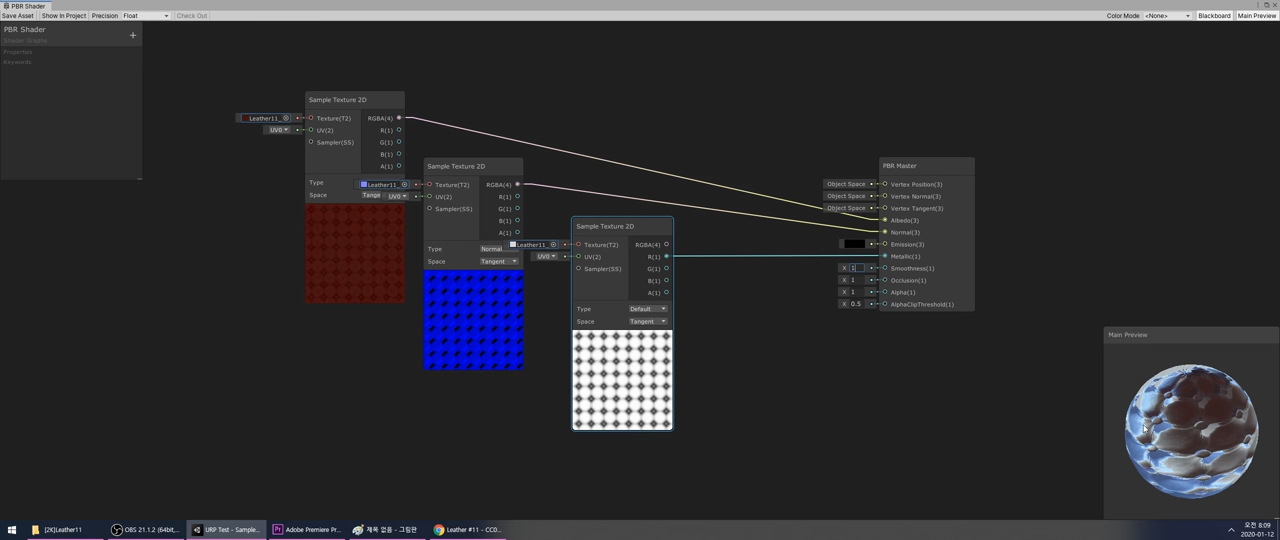 PBR Shader
Save Asset Show In Project Precision Float Check Out Color Mode <None> Blackboard Main Preview
PBR Shader
Shader Graphs
Properties
Keywords
+
Sample Texture 2D
Leather11_ Texture(T2) RGBA(4)
UV0 UV(2) R(1)
Sampler(SS) G(1)
B(1)
A(1)
Type
Space Tange
Sample Texture 2D
Leather11_ Texture(T2) RGBA(4)
UV0 UV(2) R(1)
Sampler(SS) G(1)
B(1)
A(1)
Type Normal
Space Tangent
Sample Texture 2D
Leather11_ Texture(T2) RGBA(4)
UV0 UV(2) R(1)
Sampler(SS) G(1)
B(1)
A(1)
Type Default
Space Tangent
PBR Master
Object Space Vertex Position(3)
Object Space Vertex Normal(3)
Object Space Vertex Tangent(3)
Albedo(3)
Normal(3)
Emission(3)
Metallic(1)
X 1 Smoothness(1)
X 1 Occlusion(1)
X 1 Alpha(1)
X 0.5 AlphaClipThreshold(1)
Main Preview
[2K]Leather11 OBS 21.1.2 (64bit,... URP Test - Sample... Adobe Premiere Pr... 제목 없음 - 그림판 Leather #11 - CC0...
오전 8:09
2020-01-12